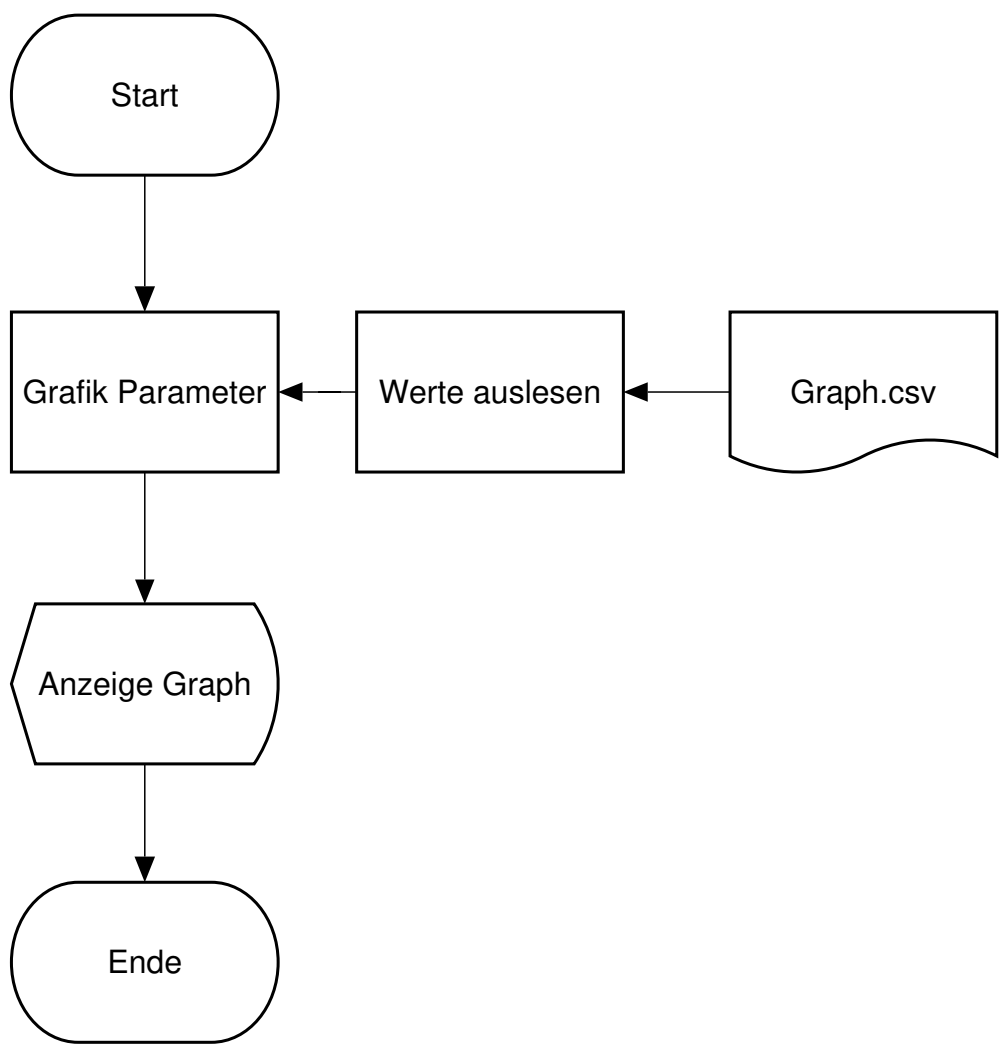 Start
Grafik Parameter
Werte auslesen
Graph.csv
Anzeige Graph
Ende